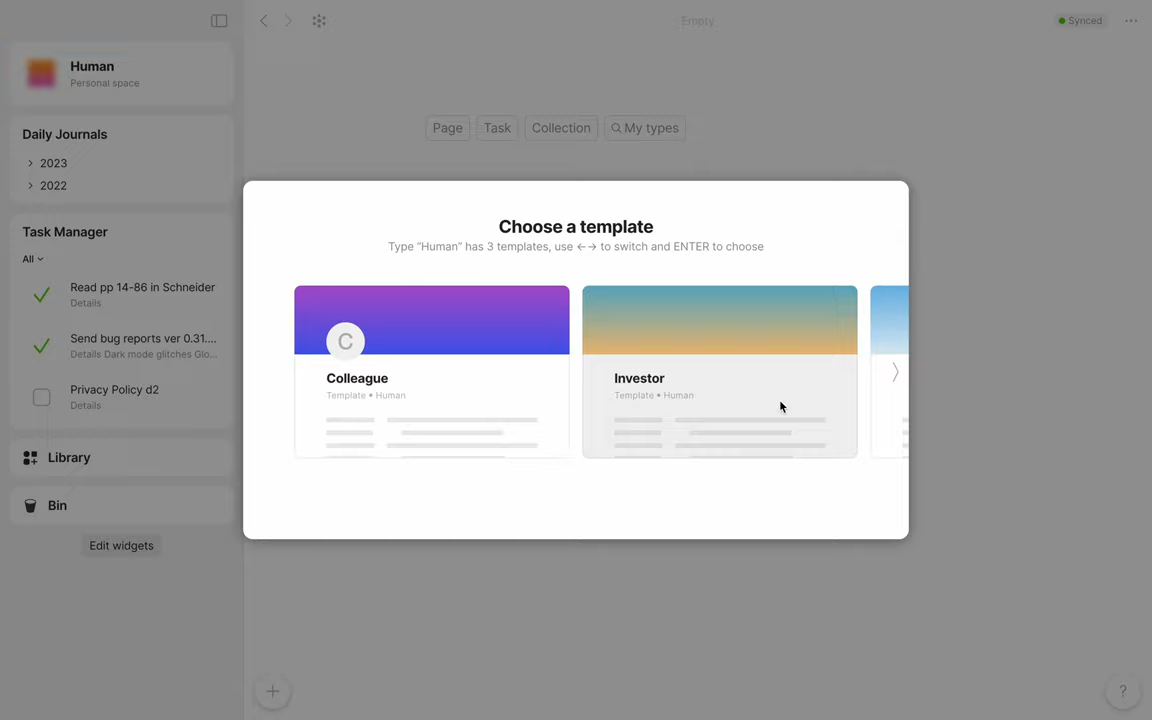 Empty
Synced
Human
Personal space
Daily Journals
2023
2022
Task Manager
All
Read pp 14-86 in Schneider
Details
Send bug reports ver 0.31....
Details Dark mode glitches Glo...
Privacy Policy d2
Details
Library
Bin
Edit widgets
Page
Task
Collection
My types
Choose a template
Type “Human” has 3 templates, use ←→ to switch and ENTER to choose
C
Colleague
Template • Human
Investor
Template • Human
?